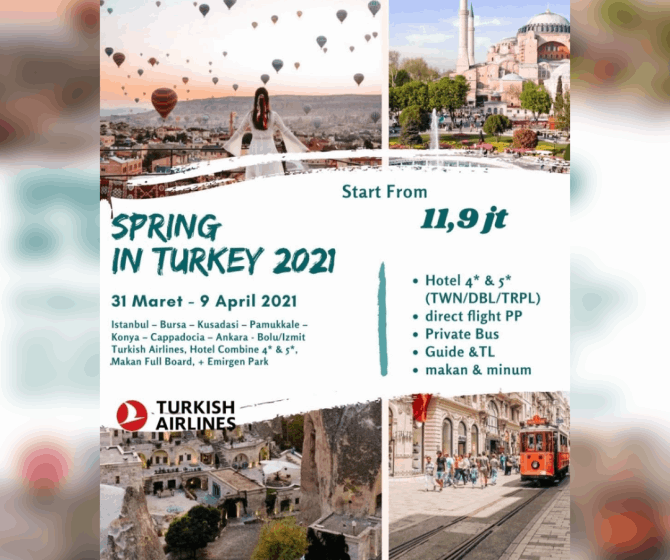 Start From
11,9 jt
SPRING
IN TURKEY 2021
31 Maret - 9 April 2021
Istanbul – Bursa – Kusadasi – Pamukkale –
Konya – Cappadocia – Ankara - Bolu/Izmit
Turkish Airlines, Hotel Combine 4* & 5*,
Makan Full Board, + Emirgen Park
• Hotel 4* & 5*
(TWN/DBL/TRPL)
• direct flight PP
• Private Bus
• Guide &TL
• makan & minum
TURKISH
AIRLINES